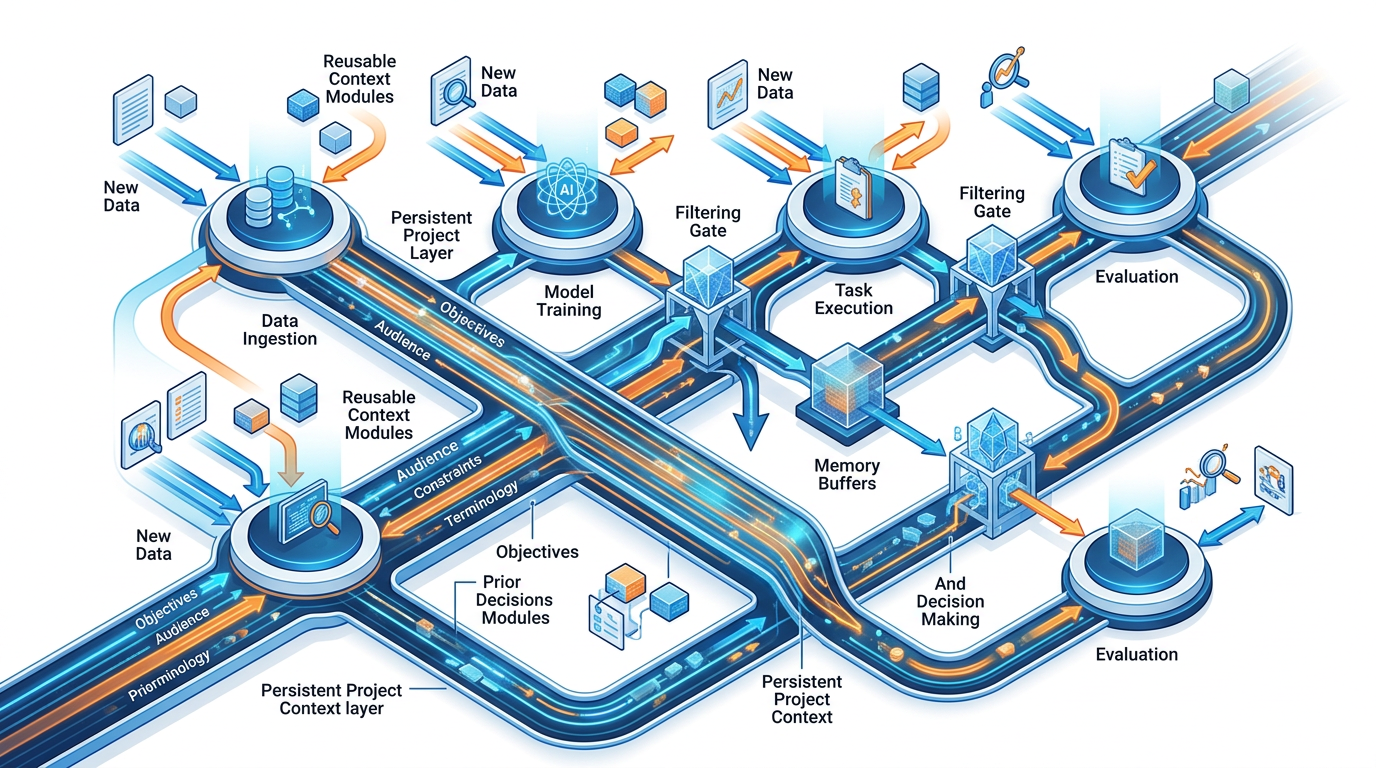 Reusable
Context
Modules
New
Data
New
Data
New
Data
Persistent
Project
Layer
Filtering
Gate
Filtering
Gate
AI
Model
Training
Task
Execution
Evaluation
Data
Ingestion
Objectives
Audience
Reusable
Context
Modules
Audience
Constraints
Terminology
Memory
Buffers
New
Data
Objectives
Prior
Decisions
Modules
And
Decision
Making
Objectives
Audience
Priorminology
Evaluation
Persistent Project
Context layer
Persistent
Project
Context